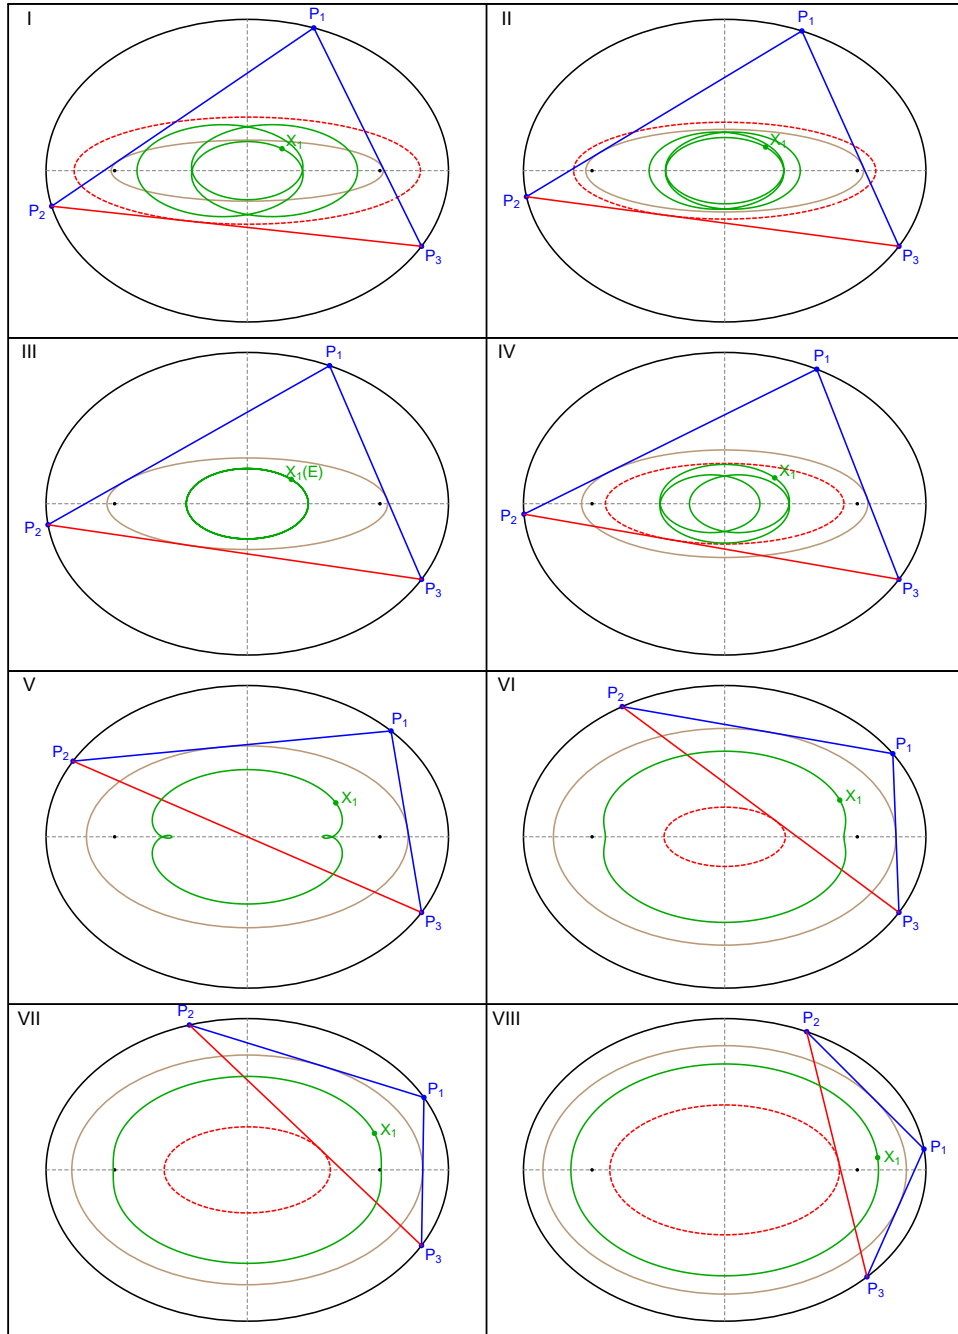 I
P₁
X₁
P₂
P₃
II
P₁
X₁
P₂
P₃
III
P₁
X₁(E)
P₂
P₃
IV
P₁
X₁
P₂
P₃
V
P₁
P₂
X₁
P₃
VI
P₂
P₁
X₁
P₃
VII
P₂
P₁
X₁
P₃
VIII
P₂
P₁
X₁
P₃